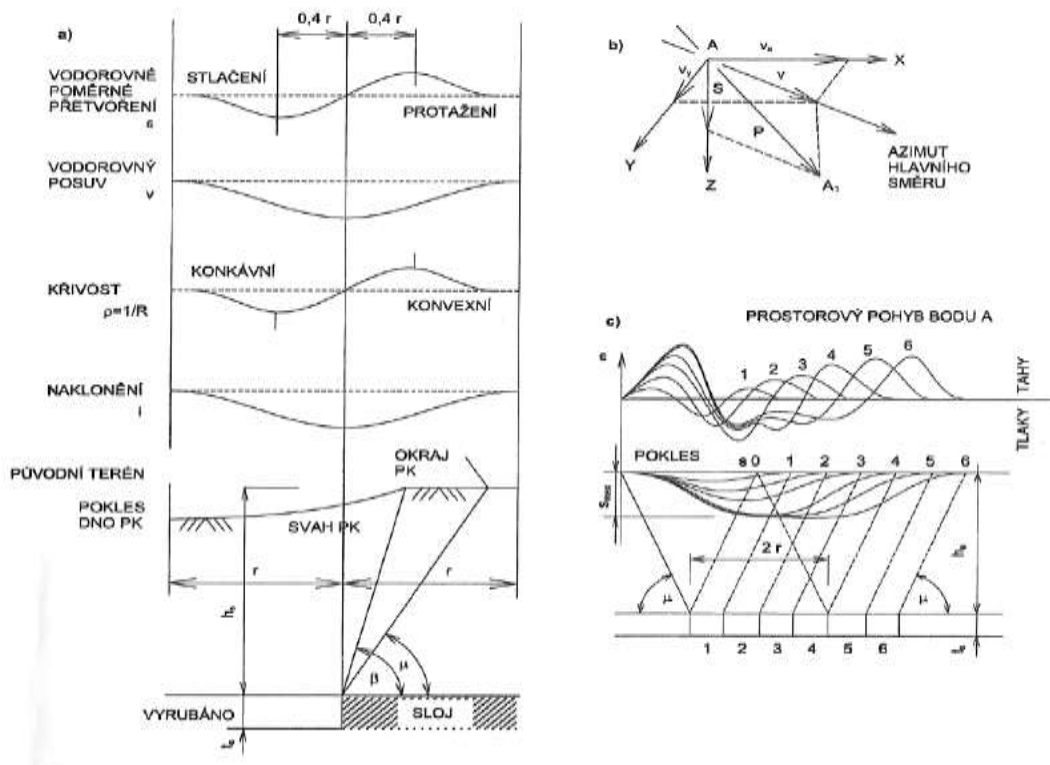 a)
0,4 r
0,4 r
VODOROVNÉ
POMĚRNÉ
PŘETVOŘENÍ
ε
STLAČENÍ
PROTAŽENÍ
VODOROVNÝ
POSUV
v
KŘIVOST
ρ=1/R
KONKÁVNÍ
KONVEXNÍ
NAKLONĚNÍ
i
PŮVODNÍ TERÉN
OKRAJ
PK
POKLES
DNO PK
SVAH PK
r
r
β
μ
VYRUBÁNO
SLOJ
b)
A
X
v
S
P
Y
Z
A₁
AZIMUT
HLAVNÍHO
SMĚRU
c)
PROSTOROVÝ POHYB BODU A
ε
1
2
3
4
5
6
TAHY
TLAKY
POKLES
s0
1
2
3
4
5
6
2 r
μ
μ
1
2
3
4
5
6